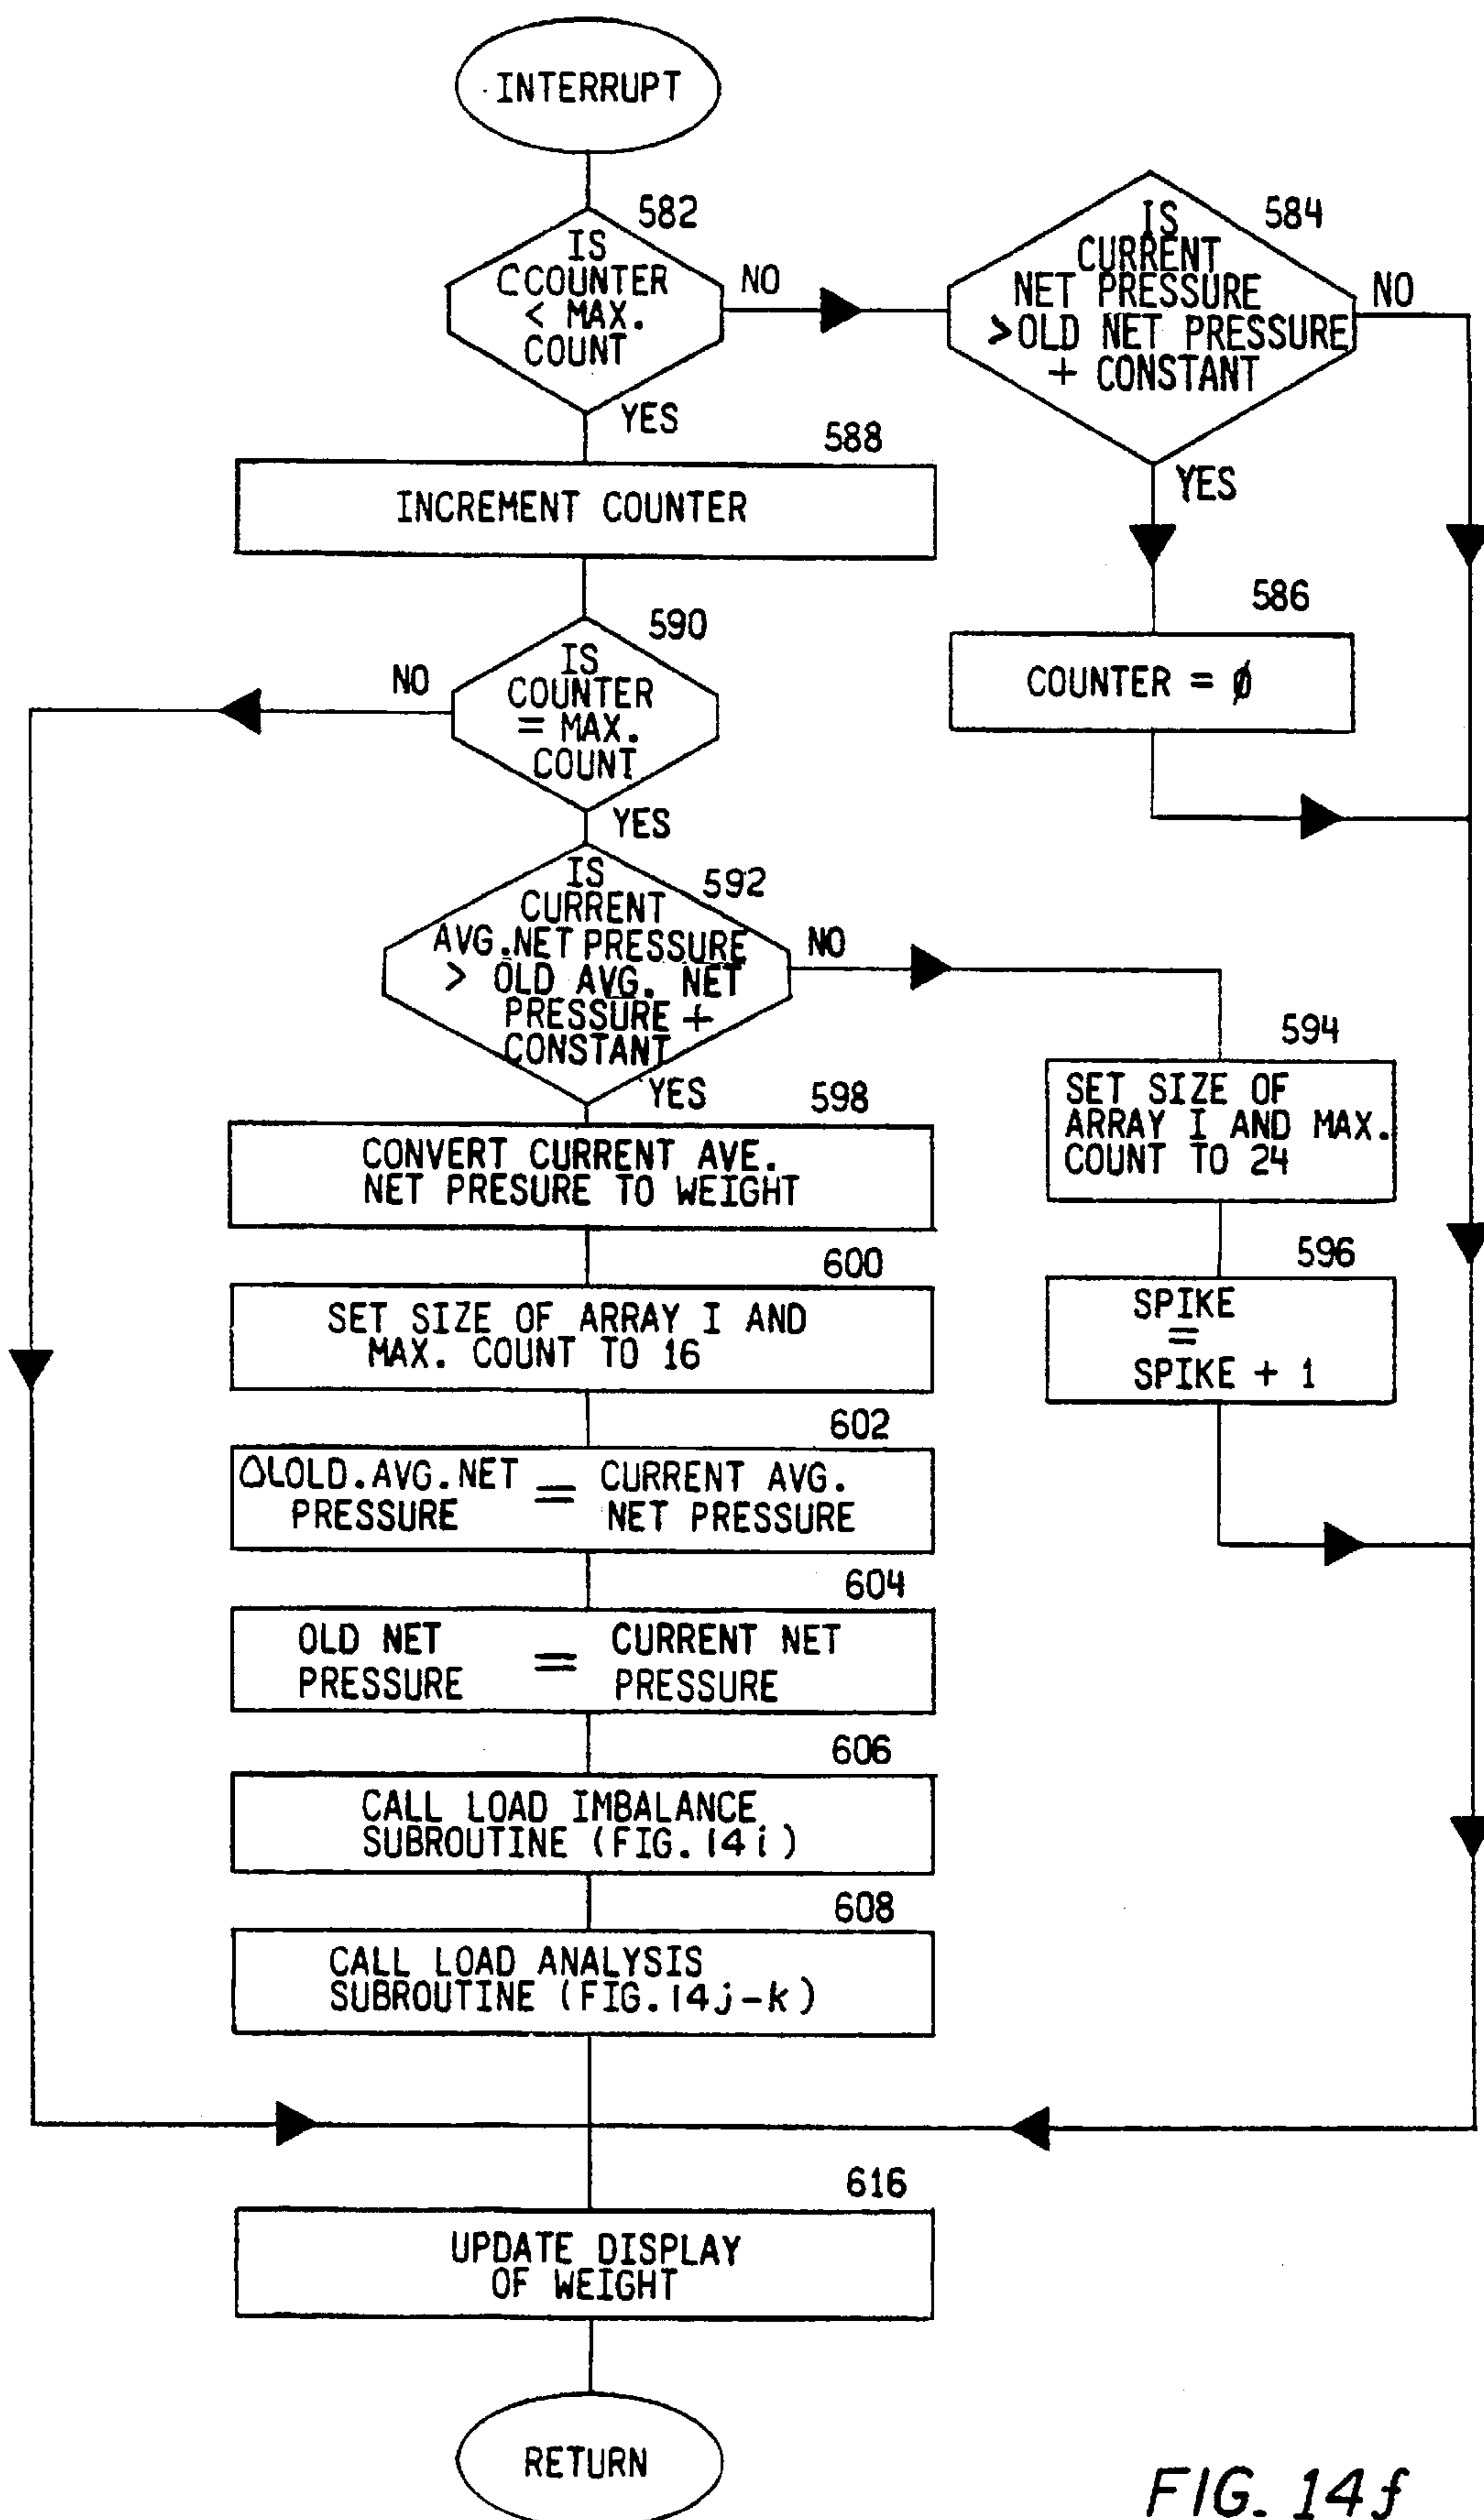 INTERRUPT
582
IS
CCOUNTER
< MAX.
COUNT
NO
YES
584
IS
CURRENT
NET PRESSURE
>OLD NET PRESSURE
+ CONSTANT
NO
YES
588
INCREMENT COUNTER
586
COUNTER = ø
590
IS
COUNTER
= MAX.
COUNT
NO
YES
592
IS
CURRENT
AVG.NET PRESSURE
> OLD AVG. NET
PRESSURE +
CONSTANT
NO
YES
594
SET SIZE OF
ARRAY I AND MAX.
COUNT TO 24
596
SPIKE
=
SPIKE + 1
598
CONVERT CURRENT AVE.
NET PRESURE TO WEIGHT
600
SET SIZE OF ARRAY I AND
MAX. COUNT TO 16
602
OLOLD.AVG.NET = CURRENT AVG.
PRESSURE NET PRESSURE
604
OLD NET = CURRENT NET
PRESSURE PRESSURE
606
CALL LOAD IMBALANCE
SUBROUTINE (FIG.14i)
608
CALL LOAD ANALYSIS
SUBROUTINE (FIG.14j-k)
616
UPDATE DISPLAY
OF WEIGHT
RETURN
FIG. 14f